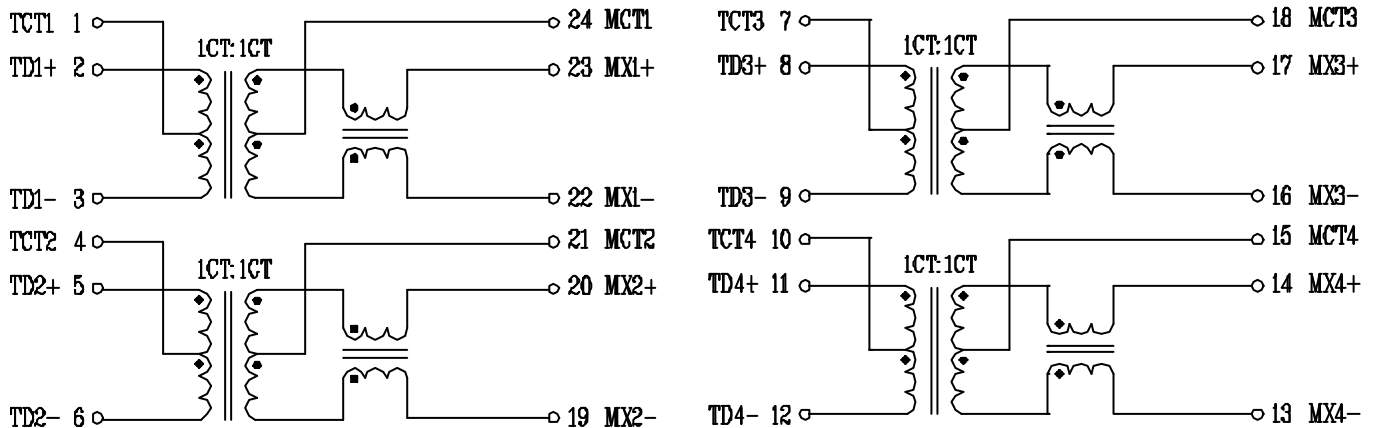 TCT1 1
24 MCT1
1CT:1CT
TD1+ 2
23 MX1+
TD1- 3
22 MX1-
TCT2 4
21 MCT2
1CT:1CT
TD2+ 5
20 MX2+
TD2- 6
19 MX2-
TCT3 7
18 MCT3
1CT:1CT
TD3+ 8
17 MX3+
TD3- 9
16 MX3-
TCT4 10
15 MCT4
1CT:1CT
TD4+ 11
14 MX4+
TD4- 12
13 MX4-